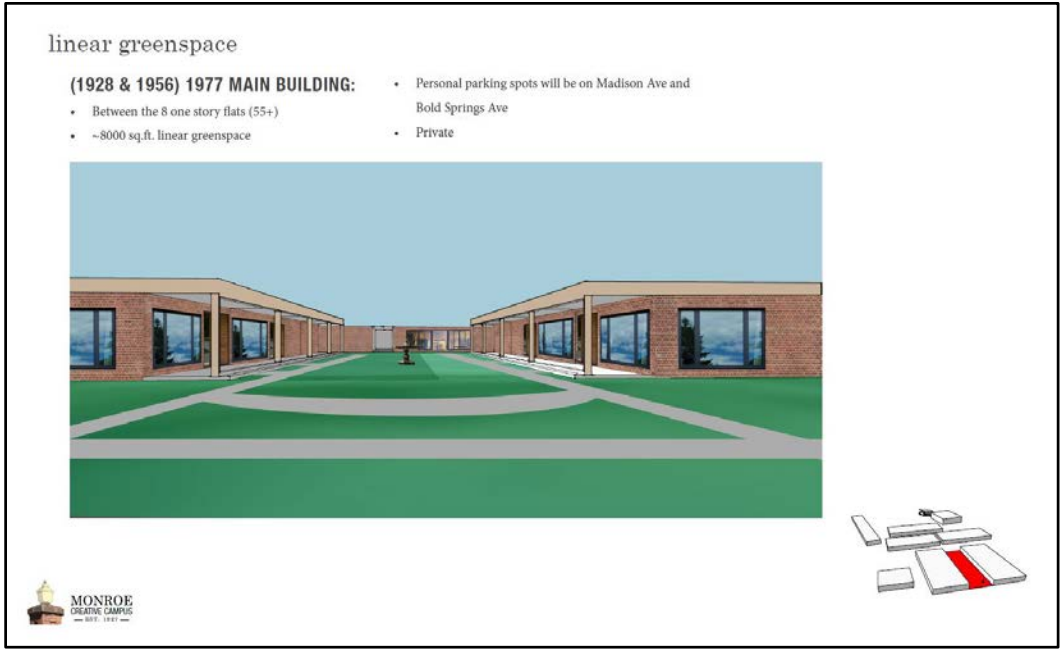 linear greenspace
(1928 & 1956) 1977 MAIN BUILDING:
• Between the 8 one story flats (55+)
• ~8000 sq.ft. linear greenspace
• Personal parking spots will be on Madison Ave and
Bold Springs Ave
• Private
MONROE
CREATIVE CAMPUS